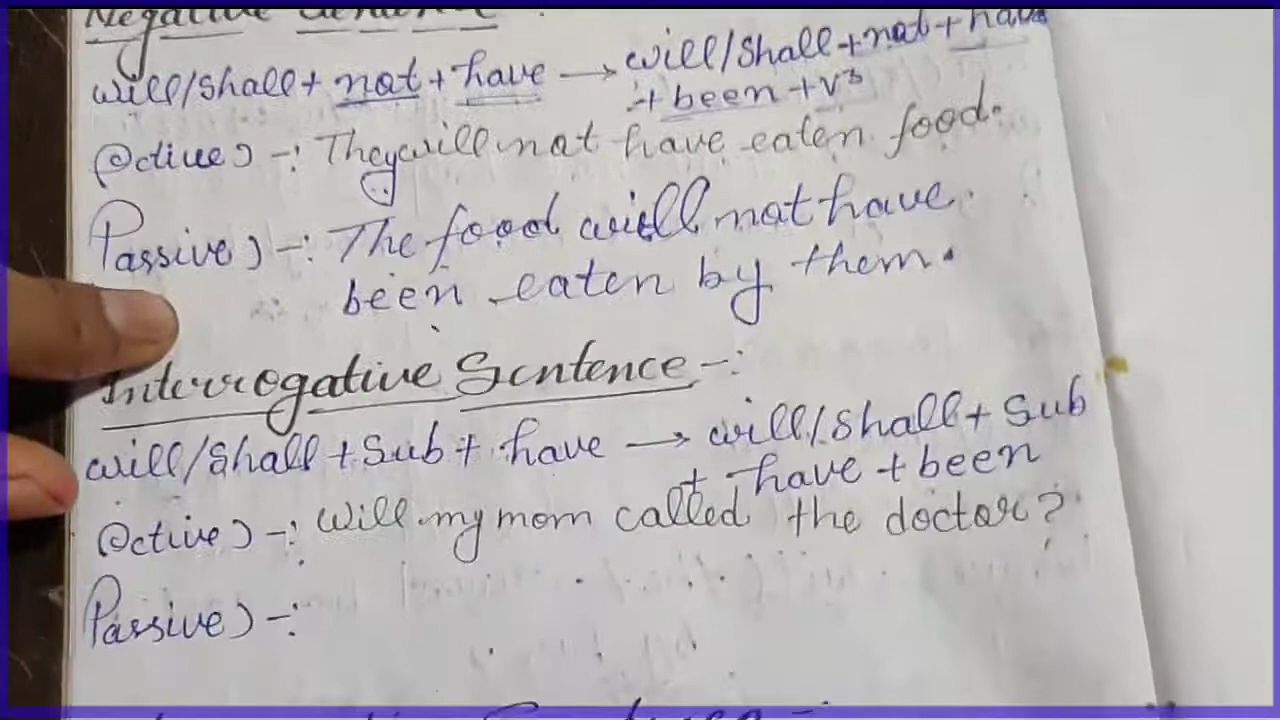 Negative Sentence -:
will/shall + not + have → will/shall + not + have
+ been + v³
Active) -: They will not have eaten food.
Passive) -: The food will not have
been eaten by them.
Interrogative Sentence -:
will/shall + Sub + have → will/shall + Sub
+ have + been
Active) -: Will my mom called the doctor?
Passive) -: